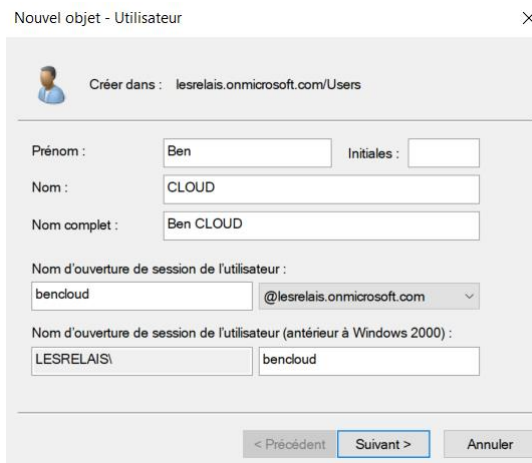 Nouvel objet - Utilisateur
Créer dans : lesrelais.onmicrosoft.com/Users
Prénom : Ben Initiales :
Nom : CLOUD
Nom complet : Ben CLOUD
Nom d'ouverture de session de l'utilisateur :
bencloud @lesrelais.onmicrosoft.com
Nom d'ouverture de session de l'utilisateur (antérieur à Windows 2000) :
LESRELAIS\ bencloud
< Précédent Suivant > Annuler